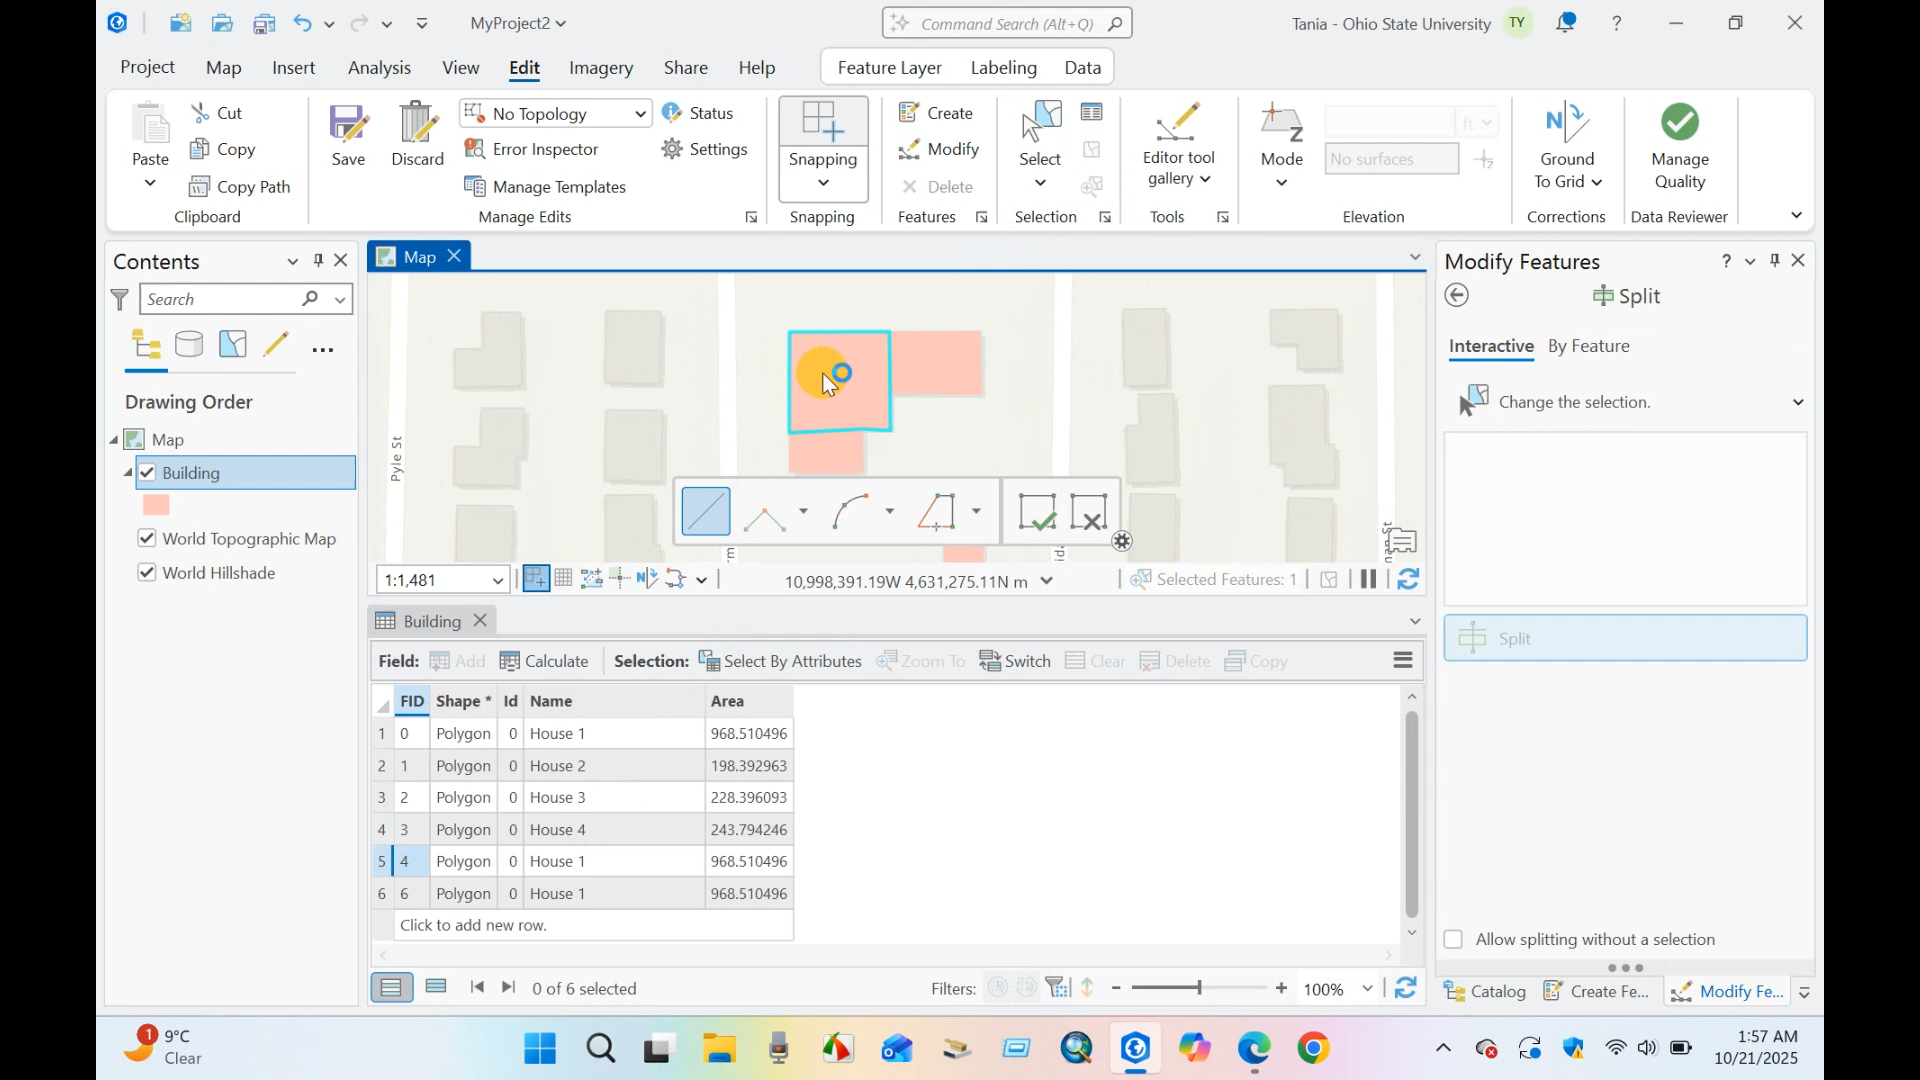 MyProject2
Command Search (Alt+Q)
Tania - Ohio State University TY
Project Map Insert Analysis View Edit Imagery Share Help Feature Layer Labeling Data
Paste
Cut
Copy
Copy Path
Clipboard
Save
Discard
No Topology
Error Inspector
Manage Templates
Status
Settings
Manage Edits
Snapping
Snapping
Create
Modify
Delete
Features
Select
Selection
Editor tool
gallery
Tools
Mode
ft
No surfaces
Elevation
Ground
To Grid
Corrections
Manage
Quality
Data Reviewer
Contents
Search
Drawing Order
Map
Building
World Topographic Map
World Hillshade
Map
Pyle St
1:1,481
10,998,391.19W 4,631,275.11N m
Selected Features: 1
Building
Field: Add Calculate Selection: Select By Attributes Zoom To Switch Clear Delete Copy
FID Shape * Id Name Area
1 0 Polygon 0 House 1 968.510496
2 1 Polygon 0 House 2 198.392963
3 2 Polygon 0 House 3 228.396093
4 3 Polygon 0 House 4 243.794246
5 4 Polygon 0 House 1 968.510496
6 6 Polygon 0 House 1 968.510496
Click to add new row.
0 of 6 selected
Filters:
100%
Modify Features
Split
Interactive By Feature
Change the selection.
Split
Allow splitting without a selection
Catalog Create Fe... Modify Fe...
1
9°C
Clear
1:57 AM
10/21/2025